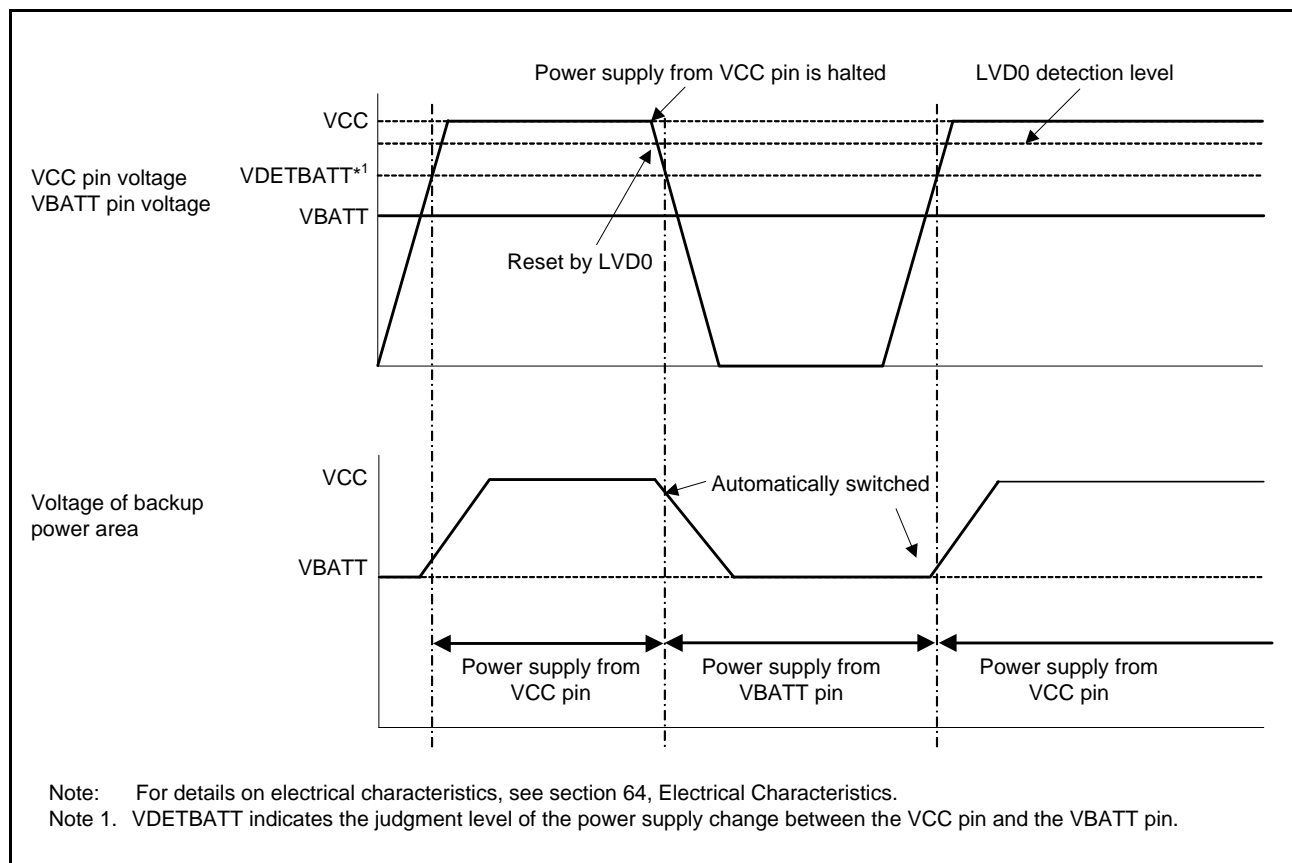 Power supply from VCC pin is halted
LVD0 detection level
VCC
VDETBATT*1
VCC pin voltage
VBATT pin voltage
VBATT
Reset by LVD0
VCC
Automatically switched
Voltage of backup
power area
VBATT
Power supply from
VCC pin
Power supply from
VBATT pin
Power supply from
VCC pin
Note: For details on electrical characteristics, see section 64, Electrical Characteristics.
Note 1. VDETBATT indicates the judgment level of the power supply change between the VCC pin and the VBATT pin.